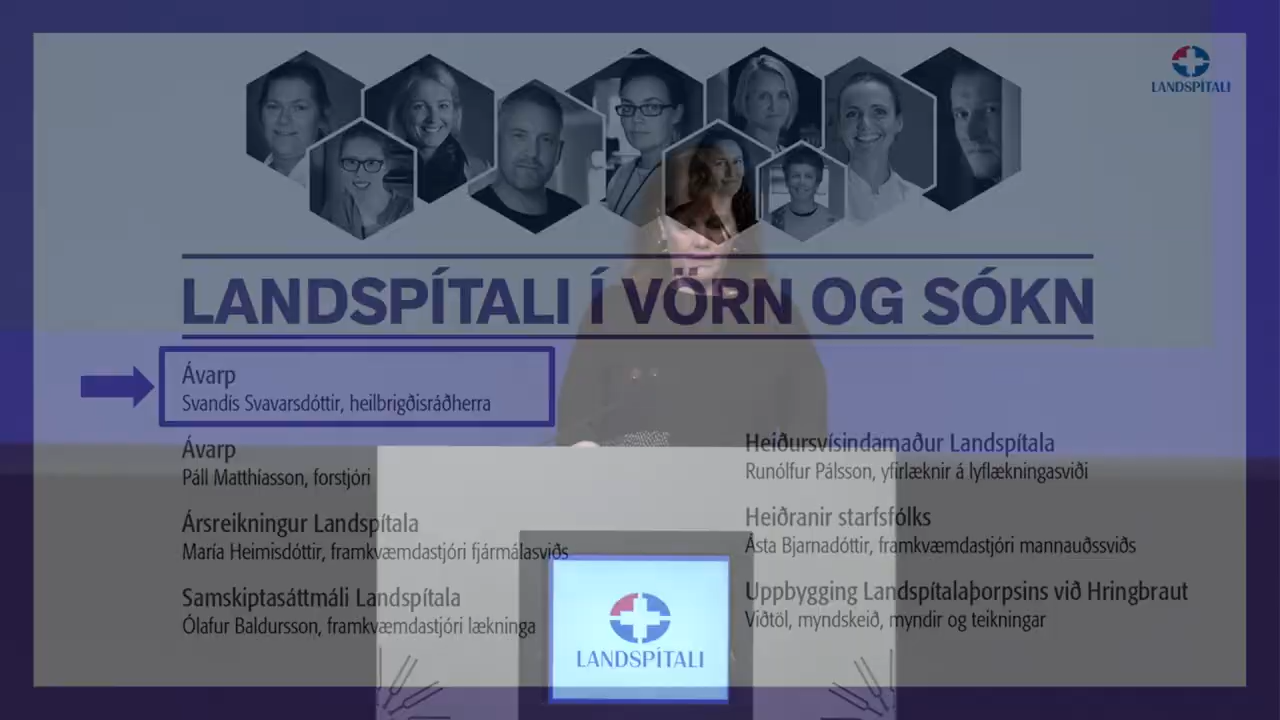 LANDSPÍTALI
LANDSPÍTALI Í VÖRN OG SÓKN
Ávarp
Svandís Svavarsdóttir, heilbrigðisráðherra
Ávarp
Páll Matthíasson, forstjóri
Ársreikningur Landspítala
María Heimisdóttir, framkvæmdastjóri fjármálasviðs
Samskiptasáttmáli Landspítala
Ólafur Baldursson, framkvæmdastjóri lækninga
Heiðursvísindamaður Landspítala
Runólfur Pálsson, yfirlæknir á lyflækningasviði
Heiðranir starfsfólks
Ásta Bjarnadóttir, framkvæmdastjóri mannauðssviðs
Uppbygging Landspítalaþorpsins við Hringbraut
Viðtöl, myndskeið, myndir og teikningar
LANDSPÍTALI